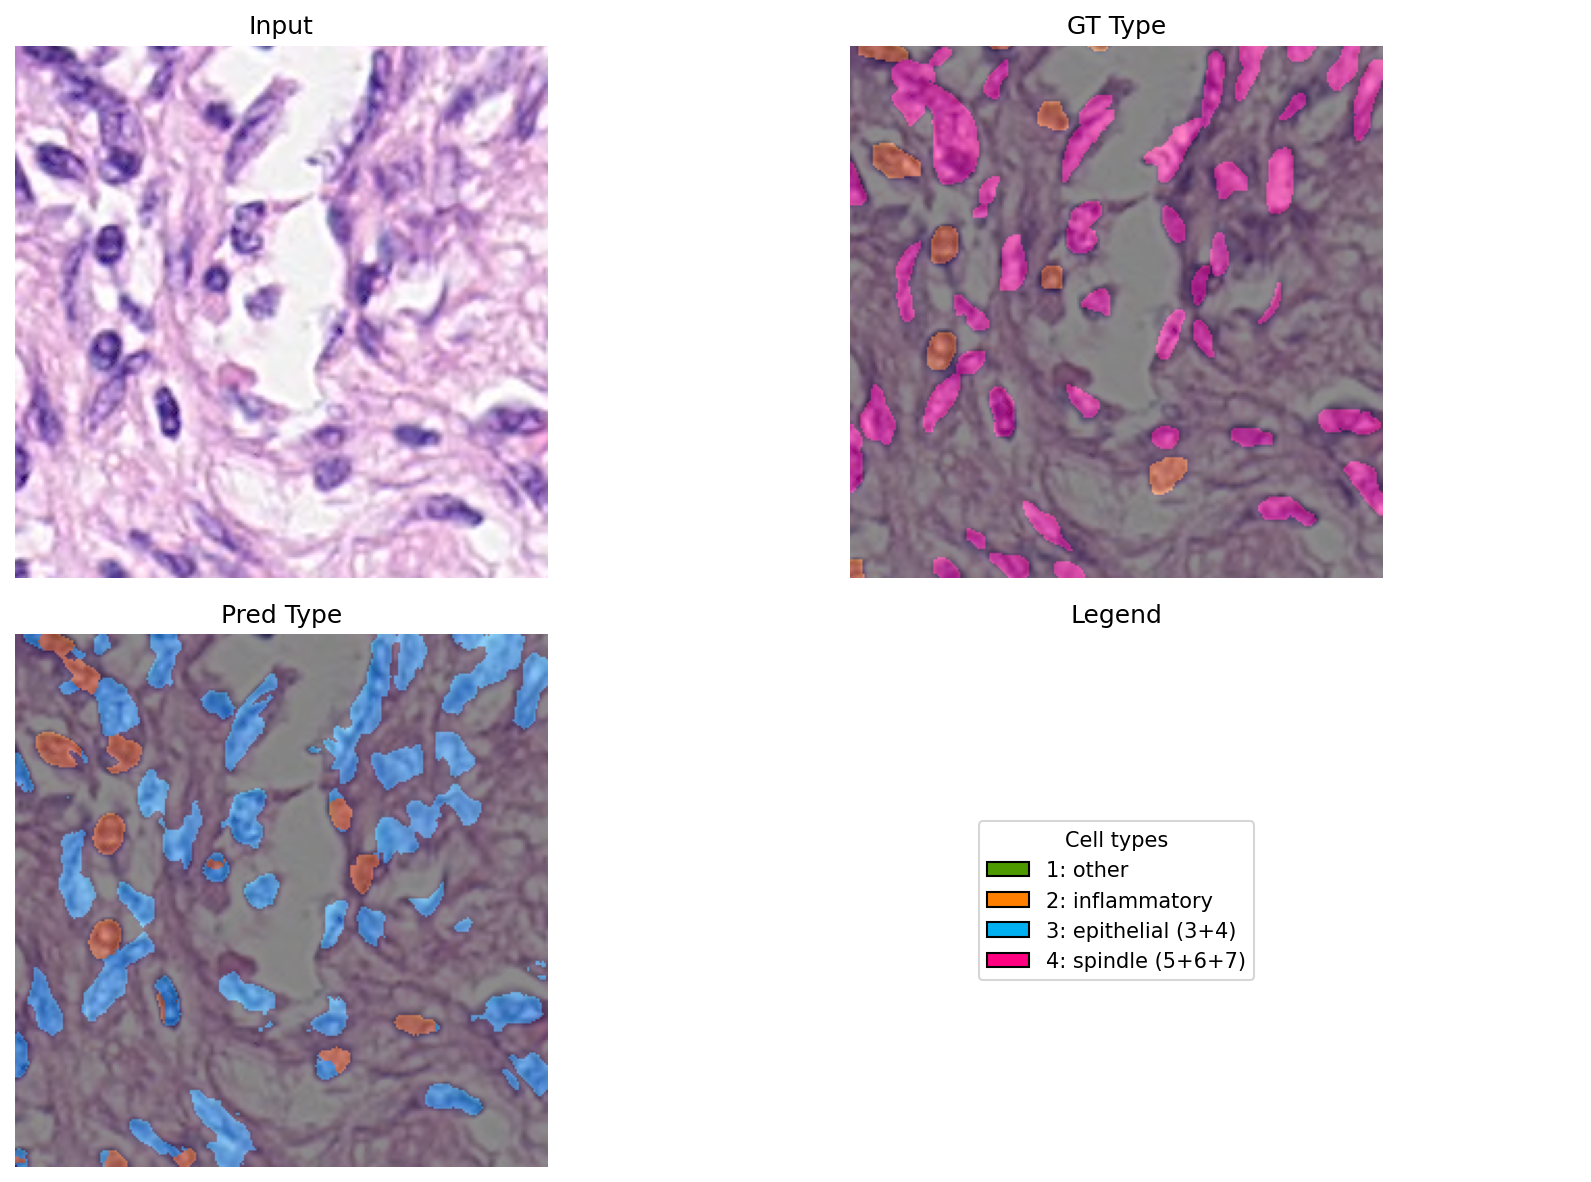 Input
GT Type
Pred Type
Legend
Cell types
1: other
2: inflammatory
3: epithelial (3+4)
4: spindle (5+6+7)